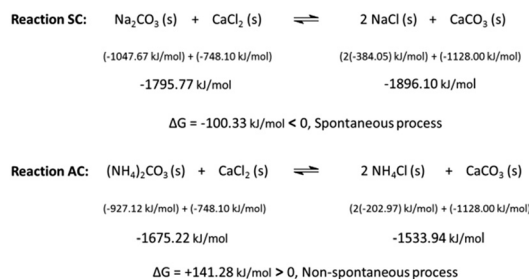 Reaction SC: Na₂CO₃ (s) + CaCl₂ (s) ⇌ 2 NaCl (s) + CaCO₃ (s)
(-1047.67 kJ/mol) + (-748.10 kJ/mol) (2(-384.05) kJ/mol) + (-1128.00 kJ/mol)
-1795.77 kJ/mol -1896.10 kJ/mol
ΔG = -100.33 kJ/mol < 0, Spontaneous process
Reaction AC: (NH₄)₂CO₃ (s) + CaCl₂ (s) ⇌ 2 NH₄Cl (s) + CaCO₃ (s)
(-927.12 kJ/mol) + (-748.10 kJ/mol) (2(-202.97) kJ/mol) + (-1128.00 kJ/mol)
-1675.22 kJ/mol -1533.94 kJ/mol
ΔG = +141.28 kJ/mol > 0, Non-spontaneous process